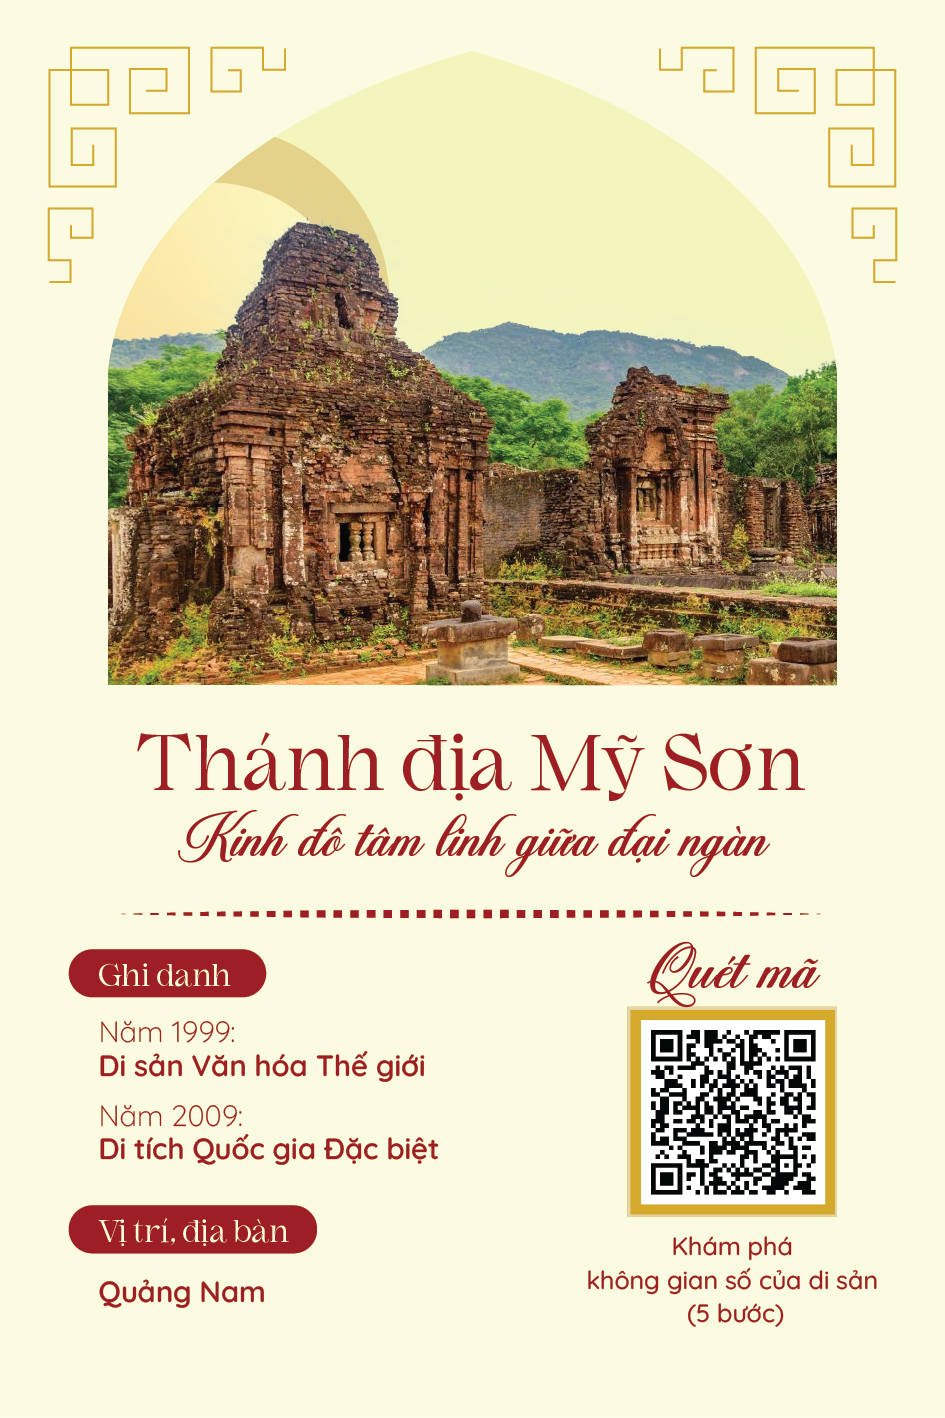 Thánh địa Mỹ Sơn
Kinh đô tâm linh giữa đại ngàn
Ghi danh
Năm 1999:
Di sản Văn hóa Thế giới
Năm 2009:
Di tích Quốc gia Đặc biệt
Vị trí, địa bàn
Quảng Nam
Quét mã
Khám phá
không gian số của di sản
(5 bước)